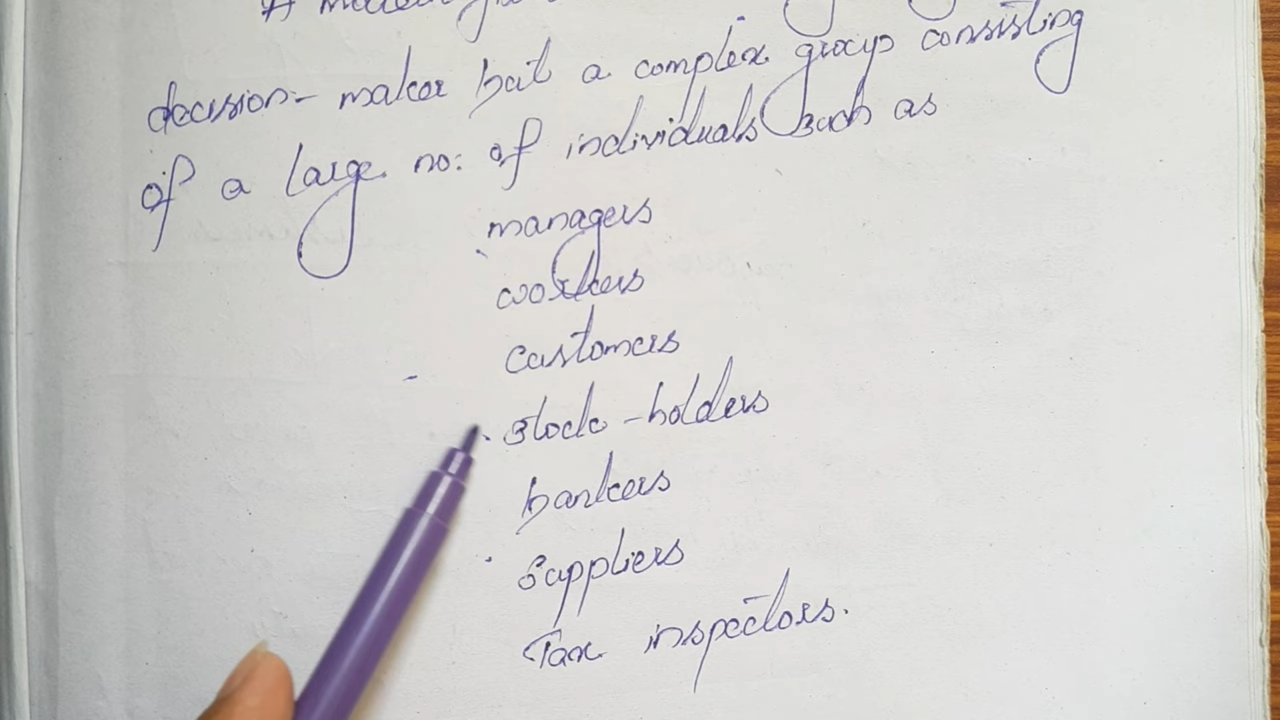 A
decision- maker but a complex group consisting
of a large no: of individuals such as
managers
workers
customers
stock-holders
bankers
Suppliers
Tax inspectors.